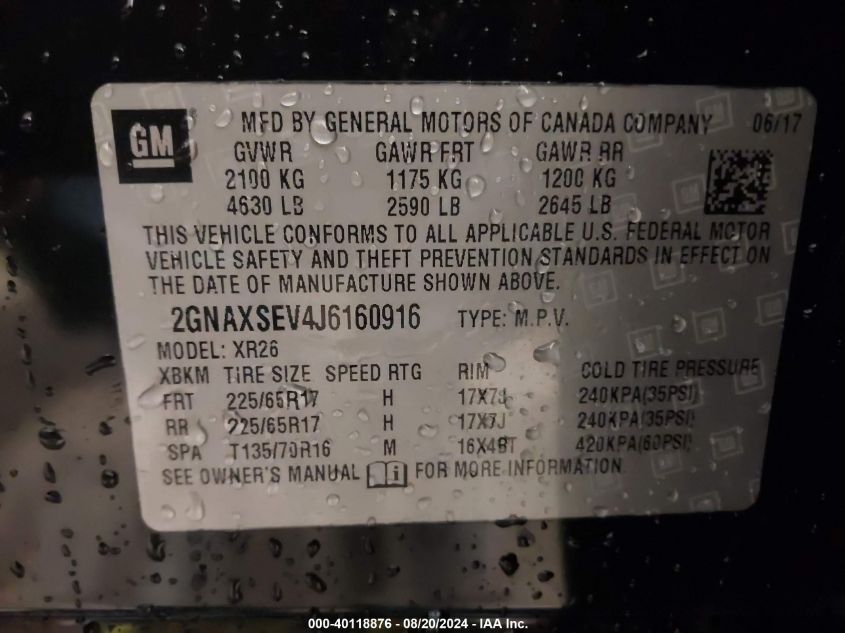 GM
MFD BY GENERAL MOTORS OF CANADA COMPANY 06/17
GVWR GAWR FRT GAWR RR
2100 KG 1175 KG 1200 KG
4630 LB 2590 LB 2645 LB
THIS VEHICLE CONFORMS TO ALL APPLICABLE U.S. FEDERAL MOTOR
VEHICLE SAFETY AND THEFT PREVENTION STANDARDS IN EFFECT ON
THE DATE OF MANUFACTURE SHOWN ABOVE.
2GNAXSEV4J6160916 TYPE: M.P.V.
MODEL: XR26
XBKM TIRE SIZE SPEED RTG RIM COLD TIRE PRESSURE
FRT 225/65R17 H 17X7J 240KPA(35PSI)
RR 225/65R17 H 17X7J 240KPA(35PSI)
SPA T135/70R16 M 16X4BT 420KPA(60PSI)
SEE OWNER'S MANUAL i FOR MORE INFORMATION.
000-40118876 - 08/20/2024 - IAA Inc.